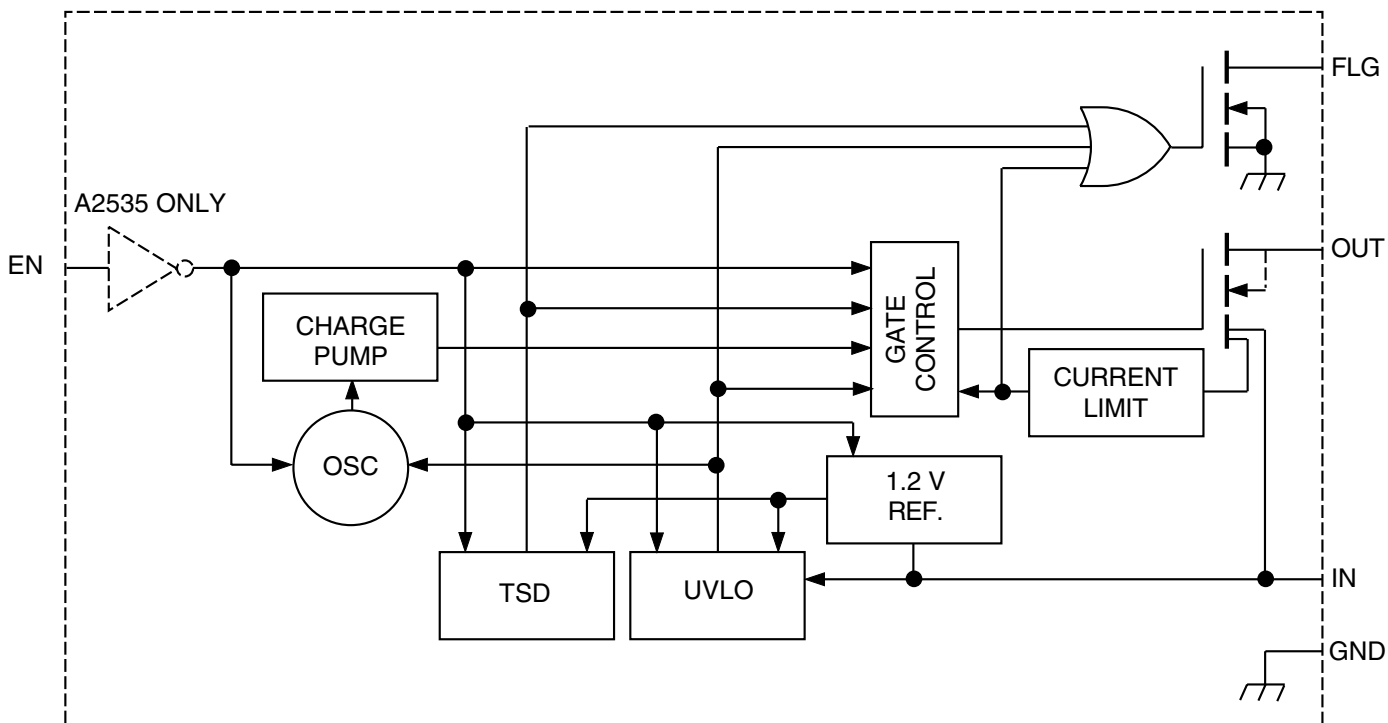 FLG
A2535 ONLY
EN
OUT
CHARGE
PUMP
GATE
CONTROL
CURRENT
LIMIT
OSC
1.2 V
REF.
TSD
UVLO
IN
GND